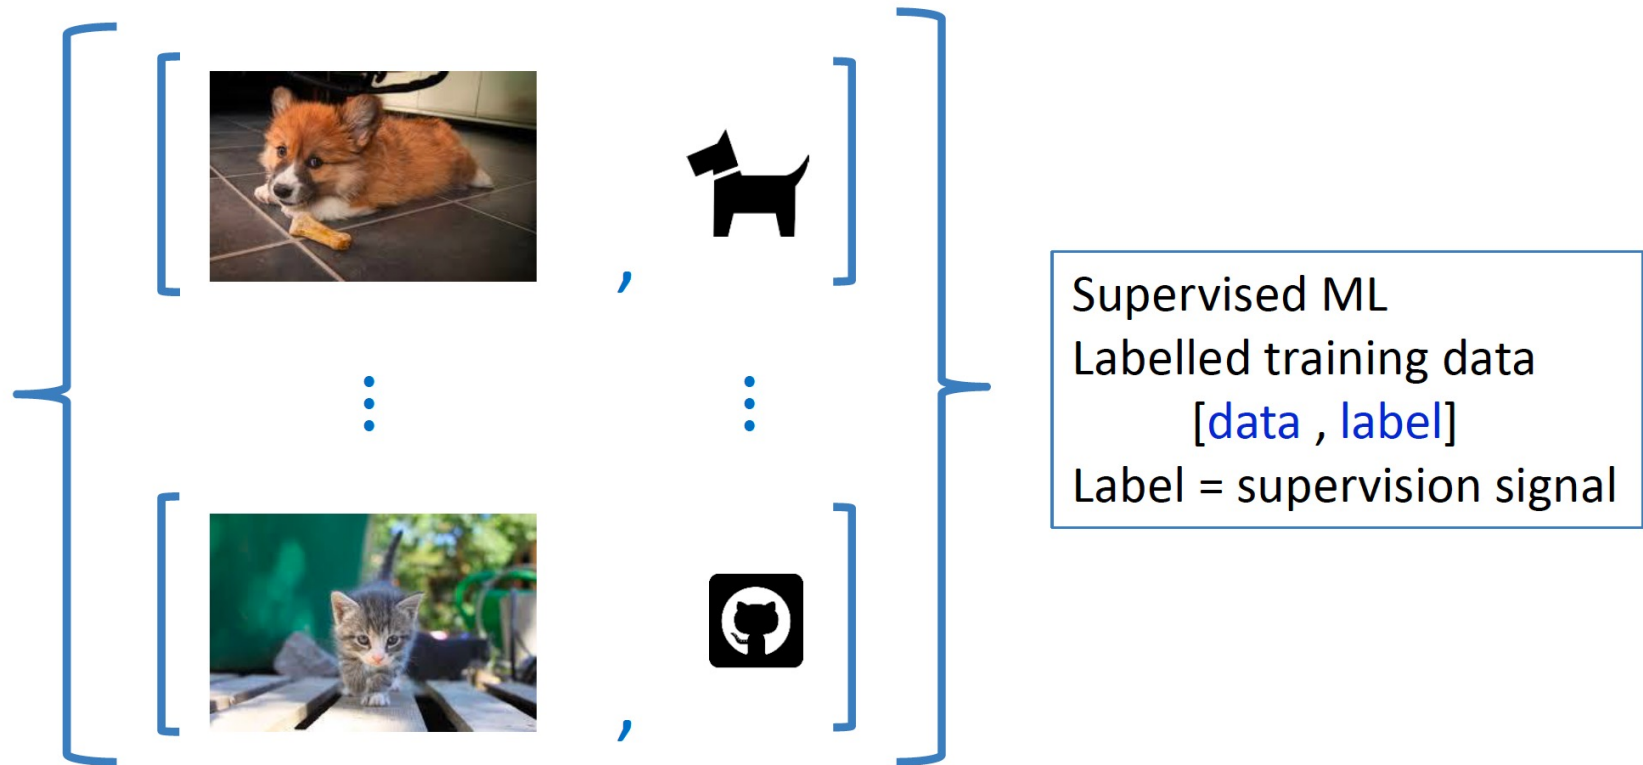 Supervised ML
Labelled training data
[data , label]
Label = supervision signal